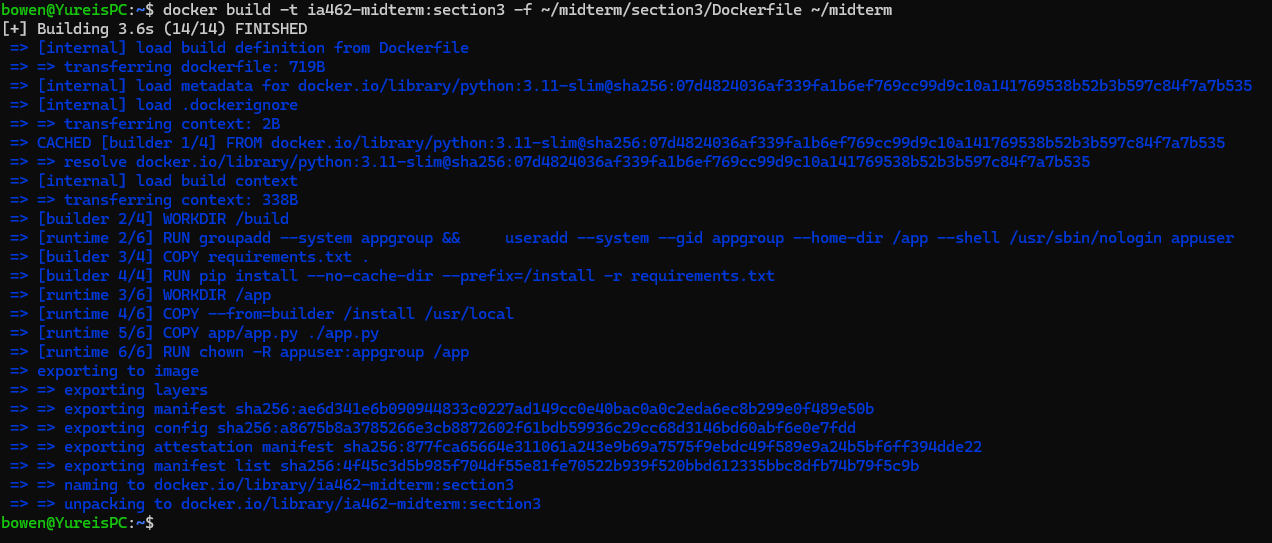 bowen@YureisPC:~$ docker build -t ia462-midterm:section3 -f ~/midterm/section3/Dockerfile ~/midterm
[+] Building 3.6s (14/14) FINISHED
=> [internal] load build definition from Dockerfile
=> => transferring dockerfile: 719B
=> [internal] load metadata for docker.io/library/python:3.11-slim@sha256:07d4824036af339fa1b6ef769cc99d9c10a141769538b52b3b597c84f7a7b535
=> [internal] load .dockerignore
=> => transferring context: 2B
=> CACHED [builder 1/4] FROM docker.io/library/python:3.11-slim@sha256:07d4824036af339fa1b6ef769cc99d9c10a141769538b52b3b597c84f7a7b535
=> => resolve docker.io/library/python:3.11-slim@sha256:07d4824036af339fa1b6ef769cc99d9c10a141769538b52b3b597c84f7a7b535
=> [internal] load build context
=> => transferring context: 338B
=> [builder 2/4] WORKDIR /build
=> [runtime 2/6] RUN groupadd --system appgroup &&     useradd --system --gid appgroup --home-dir /app --shell /usr/sbin/nologin appuser
=> [builder 3/4] COPY requirements.txt .
=> [builder 4/4] RUN pip install --no-cache-dir --prefix=/install -r requirements.txt
=> [runtime 3/6] WORKDIR /app
=> [runtime 4/6] COPY --from=builder /install /usr/local
=> [runtime 5/6] COPY app/app.py ./app.py
=> [runtime 6/6] RUN chown -R appuser:appgroup /app
=> exporting to image
=> => exporting layers
=> => exporting manifest sha256:ae6d341e6b090944833c0227ad149cc0e40bac0a0c2eda6ec8b299e0f489e50b
=> => exporting config sha256:a8675b8a3785266e3cb8872602f61bdb59936c29cc68d3146bd60abf6e0e7fdd
=> => exporting attestation manifest sha256:877fca65664e311061a243e9b69a7575f9ebdc49f589e9a24b5bf6ff394dde22
=> => exporting manifest list sha256:4f45c3d5b985f704df55e81fe70522b939f520bbd612335bbc8dfb74b79f5c9b
=> => naming to docker.io/library/ia462-midterm:section3
=> => unpacking to docker.io/library/ia462-midterm:section3
bowen@YureisPC:~$